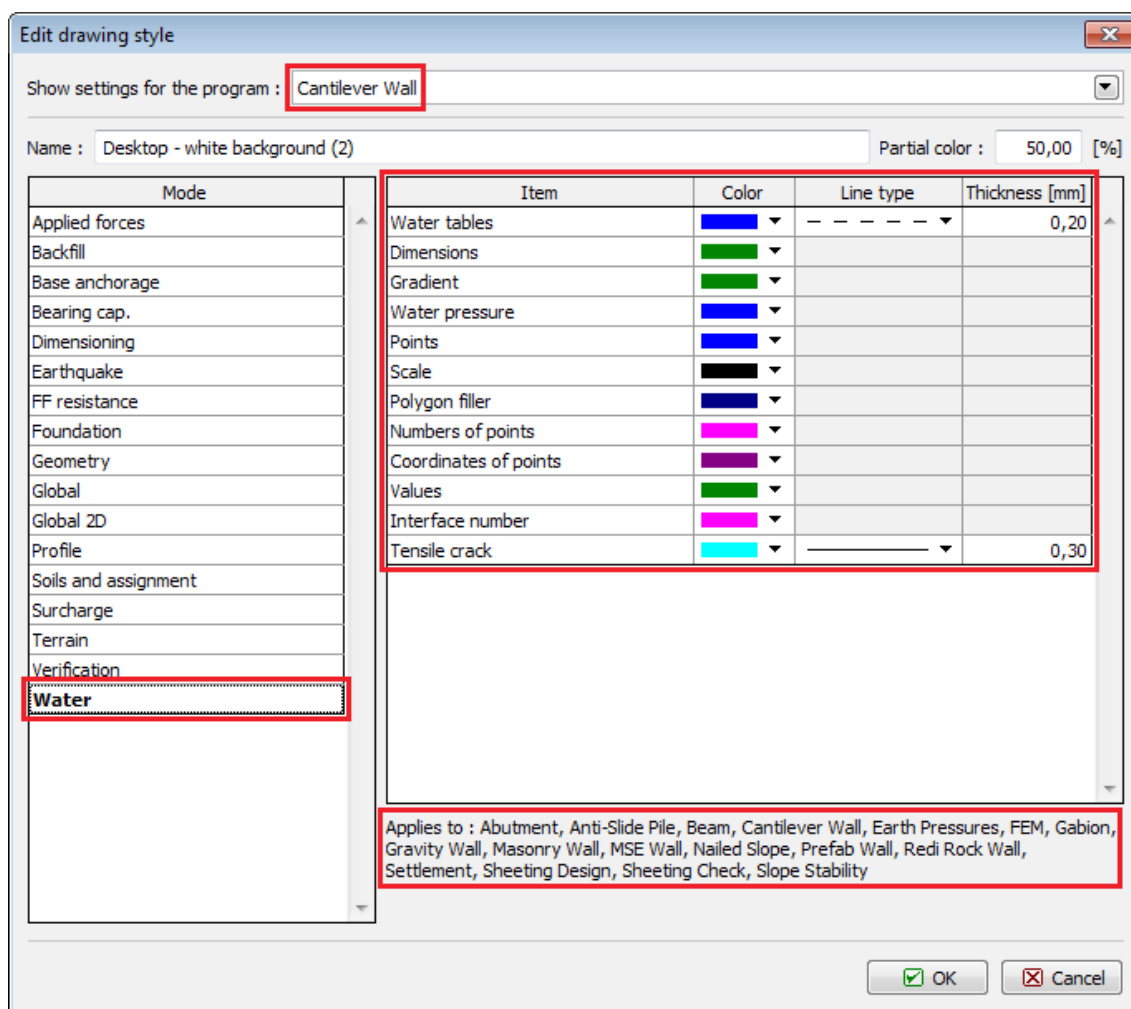 Edit drawing style
Show settings for the program : Cantilever Wall
Name : Desktop - white background (2) Partial color : 50,00 [%]
Mode
Applied forces
Backfill
Base anchorage
Bearing cap.
Dimensioning
Earthquake
FF resistance
Foundation
Geometry
Global
Global 2D
Profile
Soils and assignment
Surcharge
Terrain
Verification
Water
Item Color Line type Thickness [mm]
Water tables 0,20
Dimensions
Gradient
Water pressure
Points
Scale
Polygon filler
Numbers of points
Coordinates of points
Values
Interface number
Tensile crack 0,30
Applies to : Abutment, Anti-Slide Pile, Beam, Cantilever Wall, Earth Pressures, FEM, Gabion,
Gravity Wall, Masonry Wall, MSE Wall, Nailed Slope, Prefab Wall, Redi Rock Wall,
Settlement, Sheeting Design, Sheeting Check, Slope Stability
OK Cancel